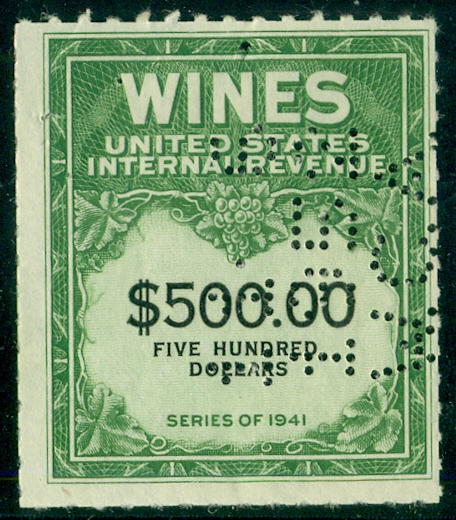 WINES
UNITED STATES
INTERNAL REVENUE
$500.00
FIVE HUNDRED
DOLLARS
SERIES OF 1941